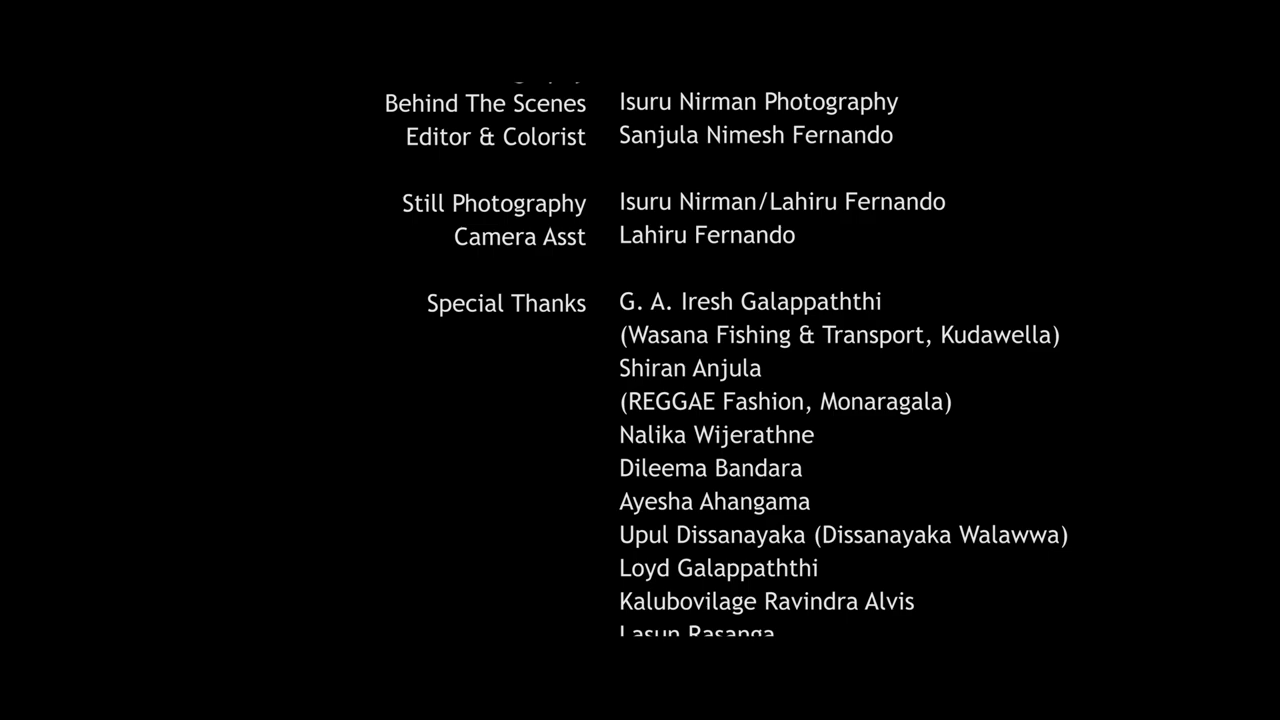 Behind The Scenes Isuru Nirman Photography
Editor & Colorist Sanjula Nimesh Fernando
Still Photography Isuru Nirman/Lahiru Fernando
Camera Asst Lahiru Fernando
Special Thanks G. A. Iresh Galappaththi
(Wasana Fishing & Transport, Kudawella)
Shiran Anjula
(REGGAE Fashion, Monaragala)
Nalika Wijerathne
Dileema Bandara
Ayesha Ahangama
Upul Dissanayaka (Dissanayaka Walawwa)
Loyd Galappaththi
Kalubovilage Ravindra Alvis
Lasun Rasanga